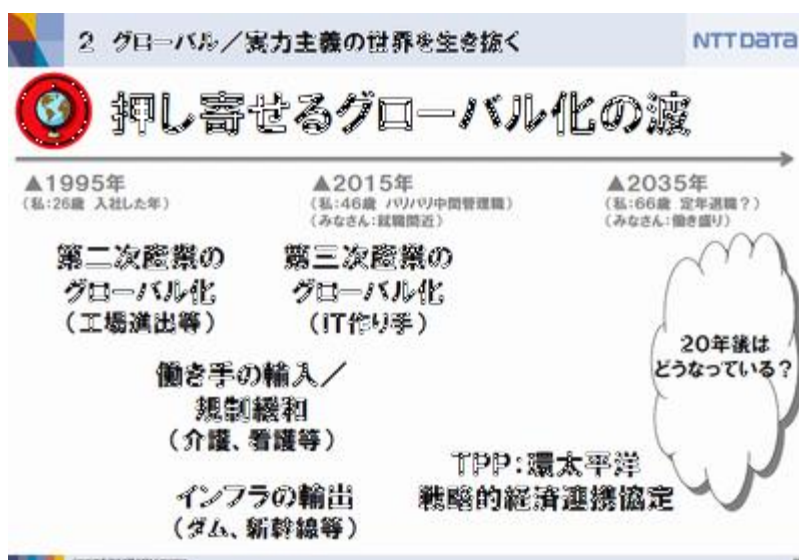 2 グローバル／実力主義の世界を生き抜く
NTT DATA
押し寄せるグローバル化の波
▲1995年
（私：26歳 入社した年）
▲2015年
（私：46歳 バリバリ中間管理職）
（みなさん：就職間近）
▲2035年
（私：66歳 定年退職？）
（みなさん：働き盛り）
第二次産業の
グローバル化
（工場進出等）
第三次産業の
グローバル化
（IT作り手）
働き手の輸入／
規制緩和
（介護、看護等）
インフラの輸出
（ダム、新幹線等）
TPP：環太平洋
戦略的経済連携協定
20年後は
どうなっている？